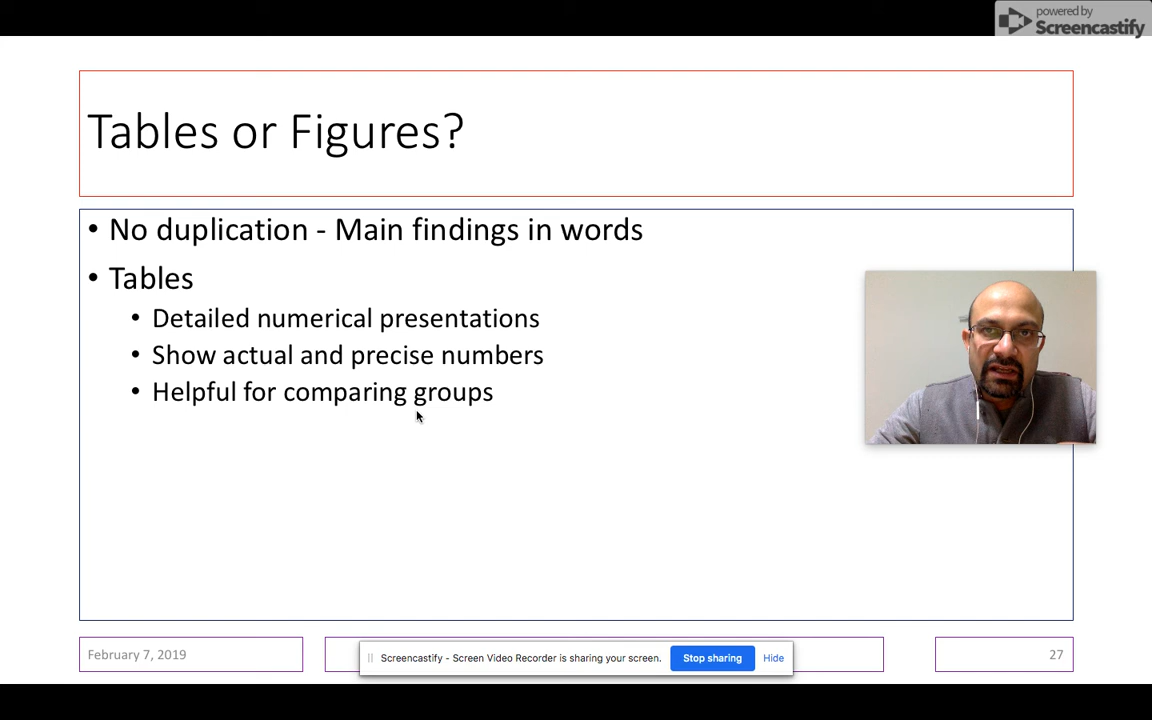 powered by
Screencastify
Tables or Figures?
• No duplication - Main findings in words
• Tables
• Detailed numerical presentations
• Show actual and precise numbers
• Helpful for comparing groups
February 7, 2019
Screencastify - Screen Video Recorder is sharing your screen.
Stop sharing
Hide
27